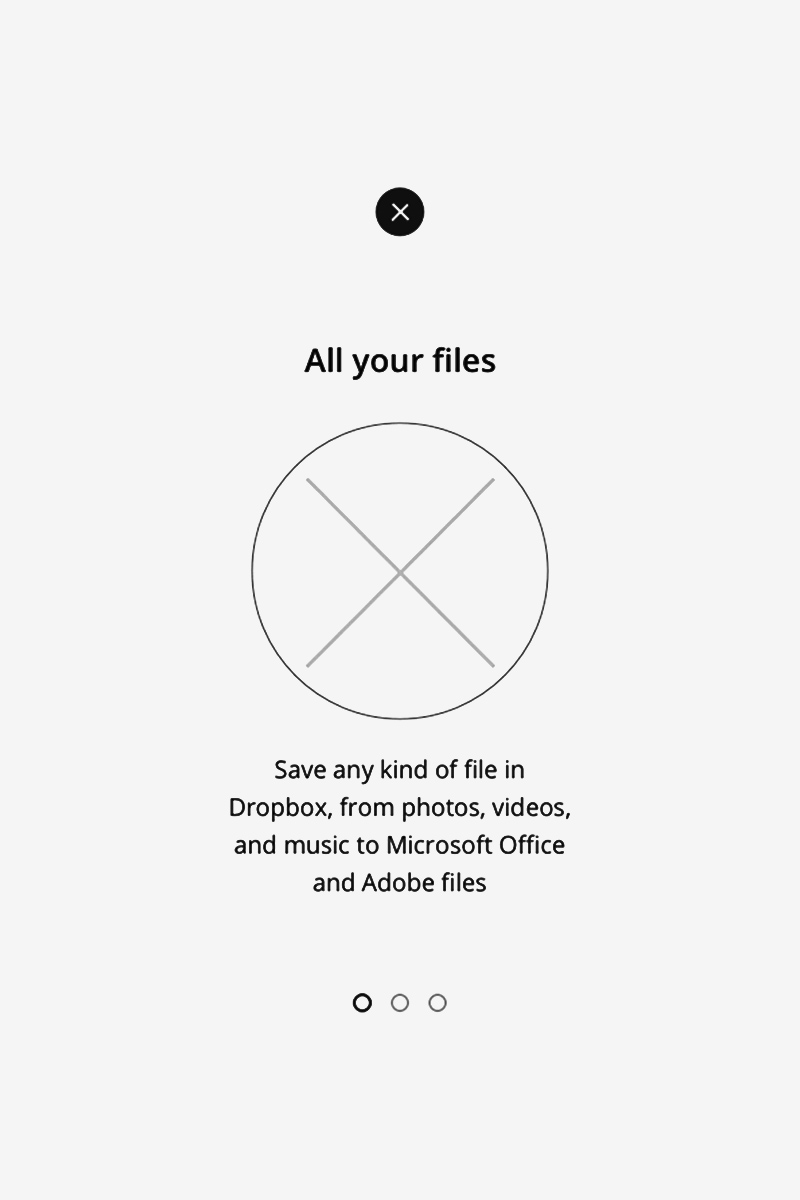 All your files
Save any kind of file in
Dropbox, from photos, videos,
and music to Microsoft Office
and Adobe files